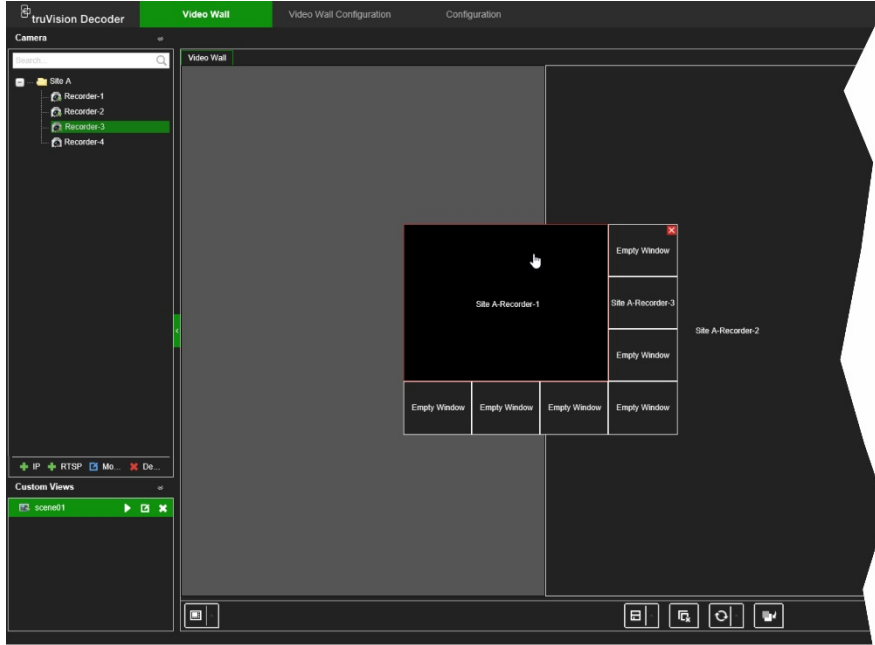 truVision Decoder
Video Wall
Video Wall Configuration
Configuration
Camera
Search...
Video Wall
Site A
Recorder-1
Recorder-2
Recorder-3
Recorder-4
Empty Window
Site A-Recorder-1
Site A-Recorder-3
Site A-Recorder-2
Empty Window
Empty Window
Empty Window
Empty Window
Empty Window
IP
RTSP
Mo...
De...
Custom Views
scene01